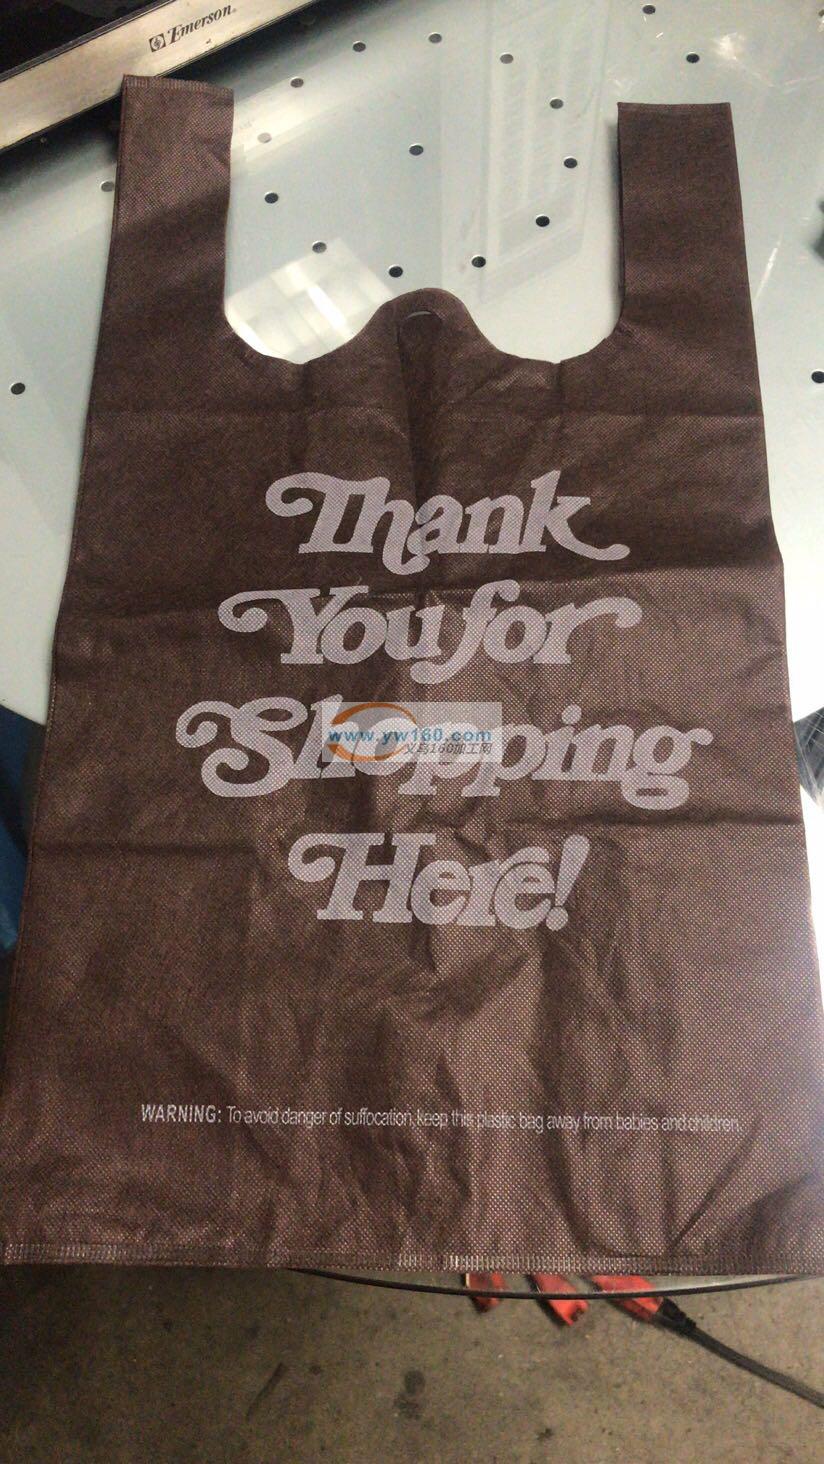 Emerson
Thank
You for
Shopping
www.yw160.com
义乌160加工网
Here!
WARNING: To avoid danger of suffocation, keep this plastic bag away from babies and children.